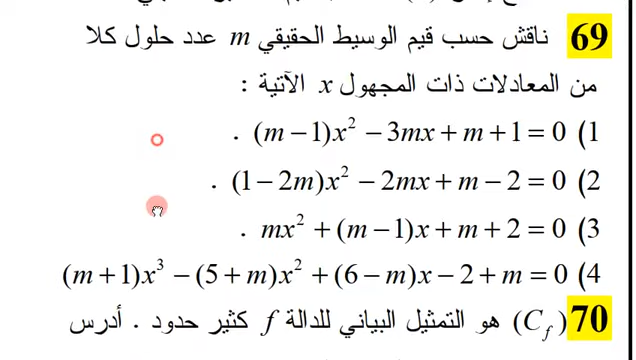 69 ناقش حسب قيم الوسيط الحقيقي m عدد حلول كلا
من المعادلات ذات المجهول x الآتية :
(1 (m − 1)x² − 3mx + m + 1 = 0 .
(2 (1 − 2m)x² − 2mx + m − 2 = 0 .
(3 mx² + (m − 1)x + m + 2 = 0 .
(4 (m + 1)x³ − (5 + m)x² + (6 − m)x − 2 + m = 0
70 (C_f) هو التمثيل البياني للدالة f كثير حدود . أدرس